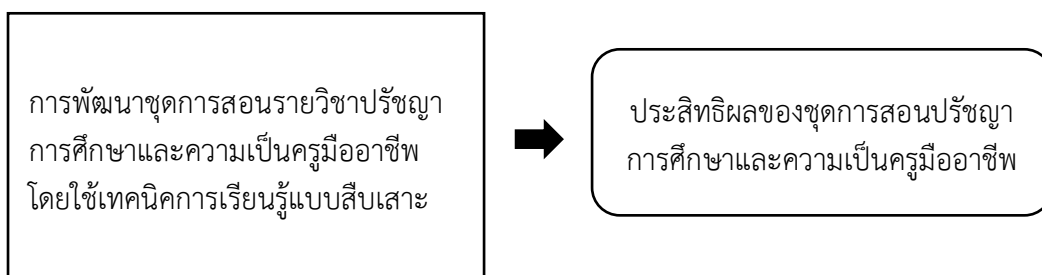 การพัฒนาชุดการสอนรายวิชาปรัชญา
การศึกษาและความเป็นครูมืออาชีพ
โดยใช้เทคนิคการเรียนรู้แบบสืบเสาะ
ประสิทธิผลของชุดการสอนปรัชญา
การศึกษาและความเป็นครูมืออาชีพ